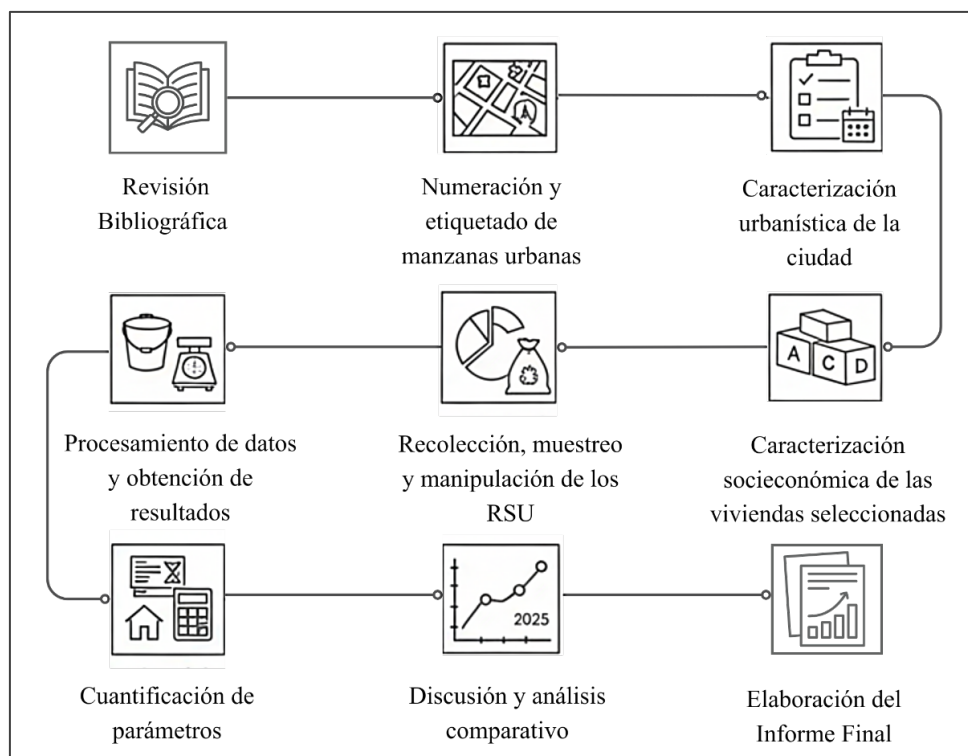 Revisión
Bibliográfica
Numeración y
etiquetado de
manzanas urbanas
Caracterización
urbanística de la
ciudad
A
C
D
Procesamiento de datos
y obtención de
resultados
Recolección, muestreo
y manipulación de los
RSU
Caracterización
socieconómica de las
viviendas seleccionadas
2025
Cuantificación de
parámetros
Discusión y análisis
comparativo
Elaboración del
Informe Final